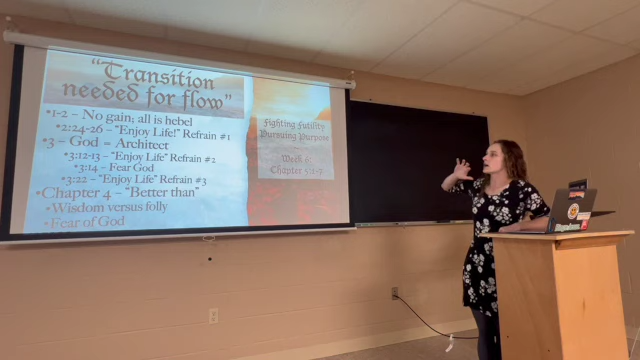 "Transition
needed for flow"
•1-2 – No gain; all is hebel
•2:24-26 – "Enjoy Life!" Refrain #1
•3 – God = Architect
•3:12-13 – "Enjoy Life" Refrain #2
•3:14 – Fear God
•3:22 – "Enjoy Life" Refrain #3
•Chapter 4 – "Better than"
•Wisdom versus folly
•Fear of God
Fighting Futility
Pursuing Purpose
Week 6:
Chapter